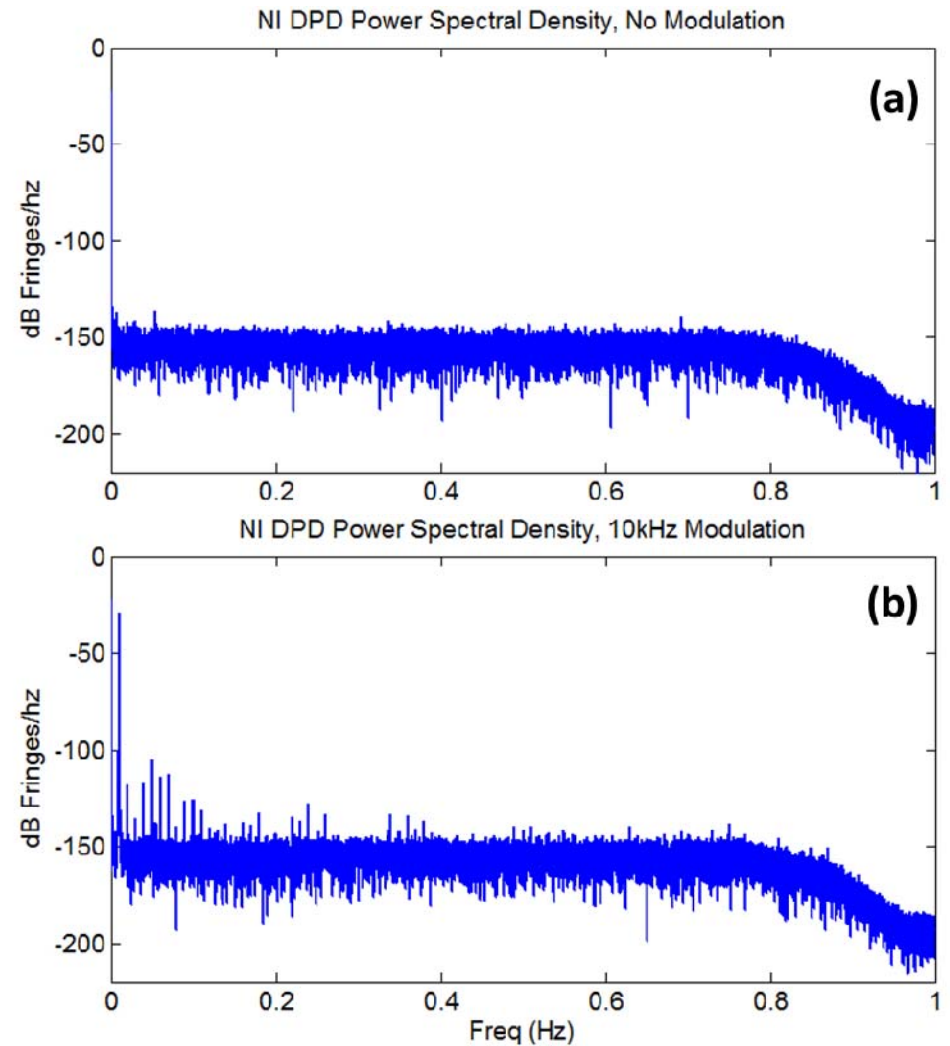 NI DPD Power Spectral Density, No Modulation
(a)
dB Fringes/hz
0
-50
-100
-150
-200
0 0.2 0.4 0.6 0.8 1
NI DPD Power Spectral Density, 10kHz Modulation
(b)
dB Fringes/hz
0
-50
-100
-150
-200
0 0.2 0.4 0.6 0.8 1
Freq (Hz)